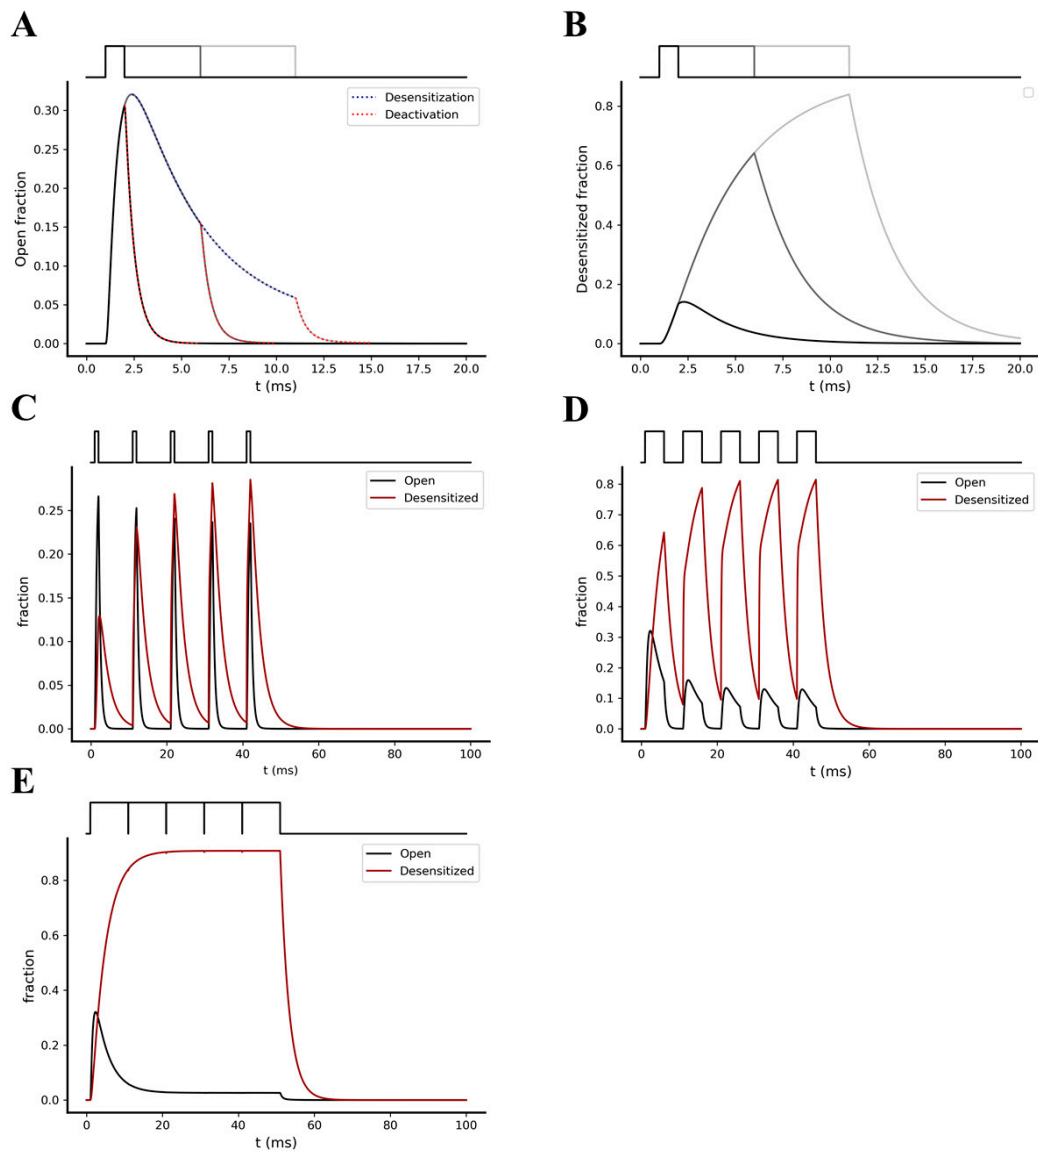 A
Open fraction
0.30
0.25
0.20
0.15
0.10
0.05
0.00
Desensitization
Deactivation
0.0 2.5 5.0 7.5 10.0 12.5 15.0 17.5 20.0
t (ms)
B
Desensitized fraction
0.8
0.6
0.4
0.2
0.0
0.0 2.5 5.0 7.5 10.0 12.5 15.0 17.5 20.0
t (ms)
C
fraction
0.25
0.20
0.15
0.10
0.05
0.00
Open
Desensitized
0 20 40 60 80 100
t (ms)
D
fraction
0.8
0.7
0.6
0.5
0.4
0.3
0.2
0.1
0.0
Open
Desensitized
0 20 40 60 80 100
t (ms)
E
fraction
0.8
0.6
0.4
0.2
0.0
Open
Desensitized
0 20 40 60 80 100
t (ms)